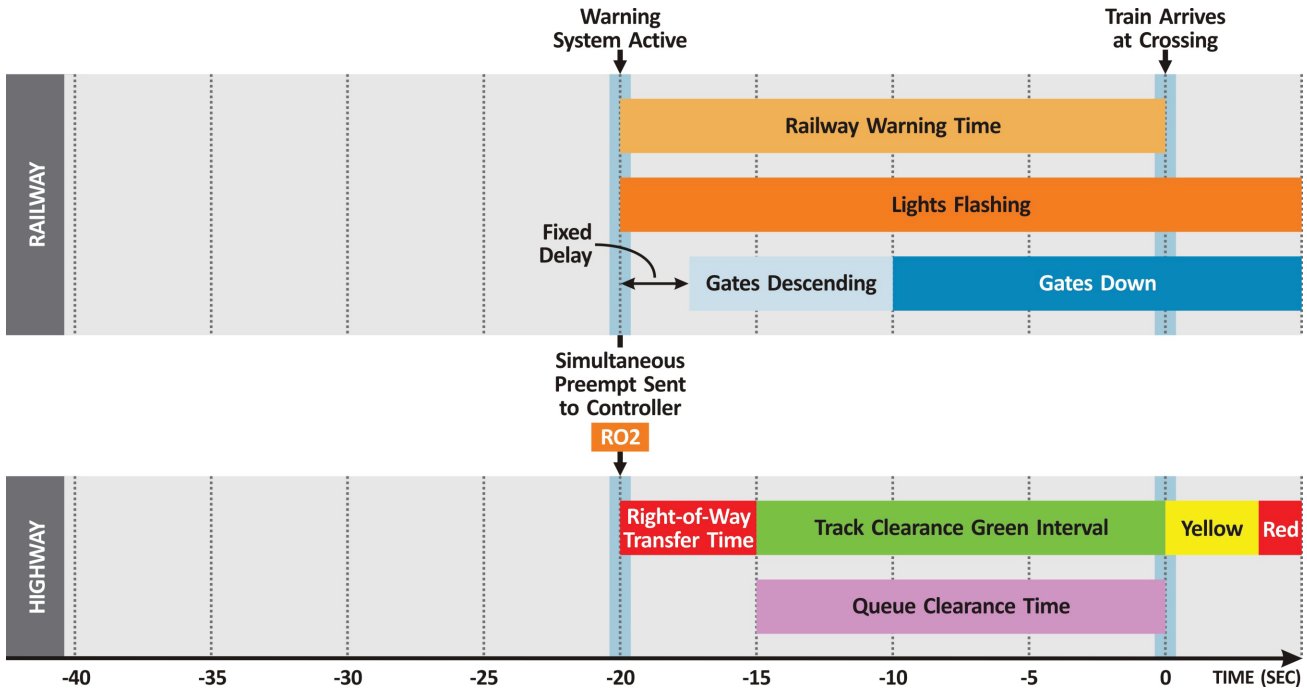 Warning
System Active
Train Arrives
at Crossing
RAILWAY
Railway Warning Time
Lights Flashing
Fixed
Delay
Gates Descending
Gates Down
Simultaneous
Preempt Sent
to Controller
RO2
HIGHWAY
Right-of-Way
Transfer Time
Track Clearance Green Interval
Yellow
Red
Queue Clearance Time
-40 -35 -30 -25 -20 -15 -10 -5 0 TIME (SEC)